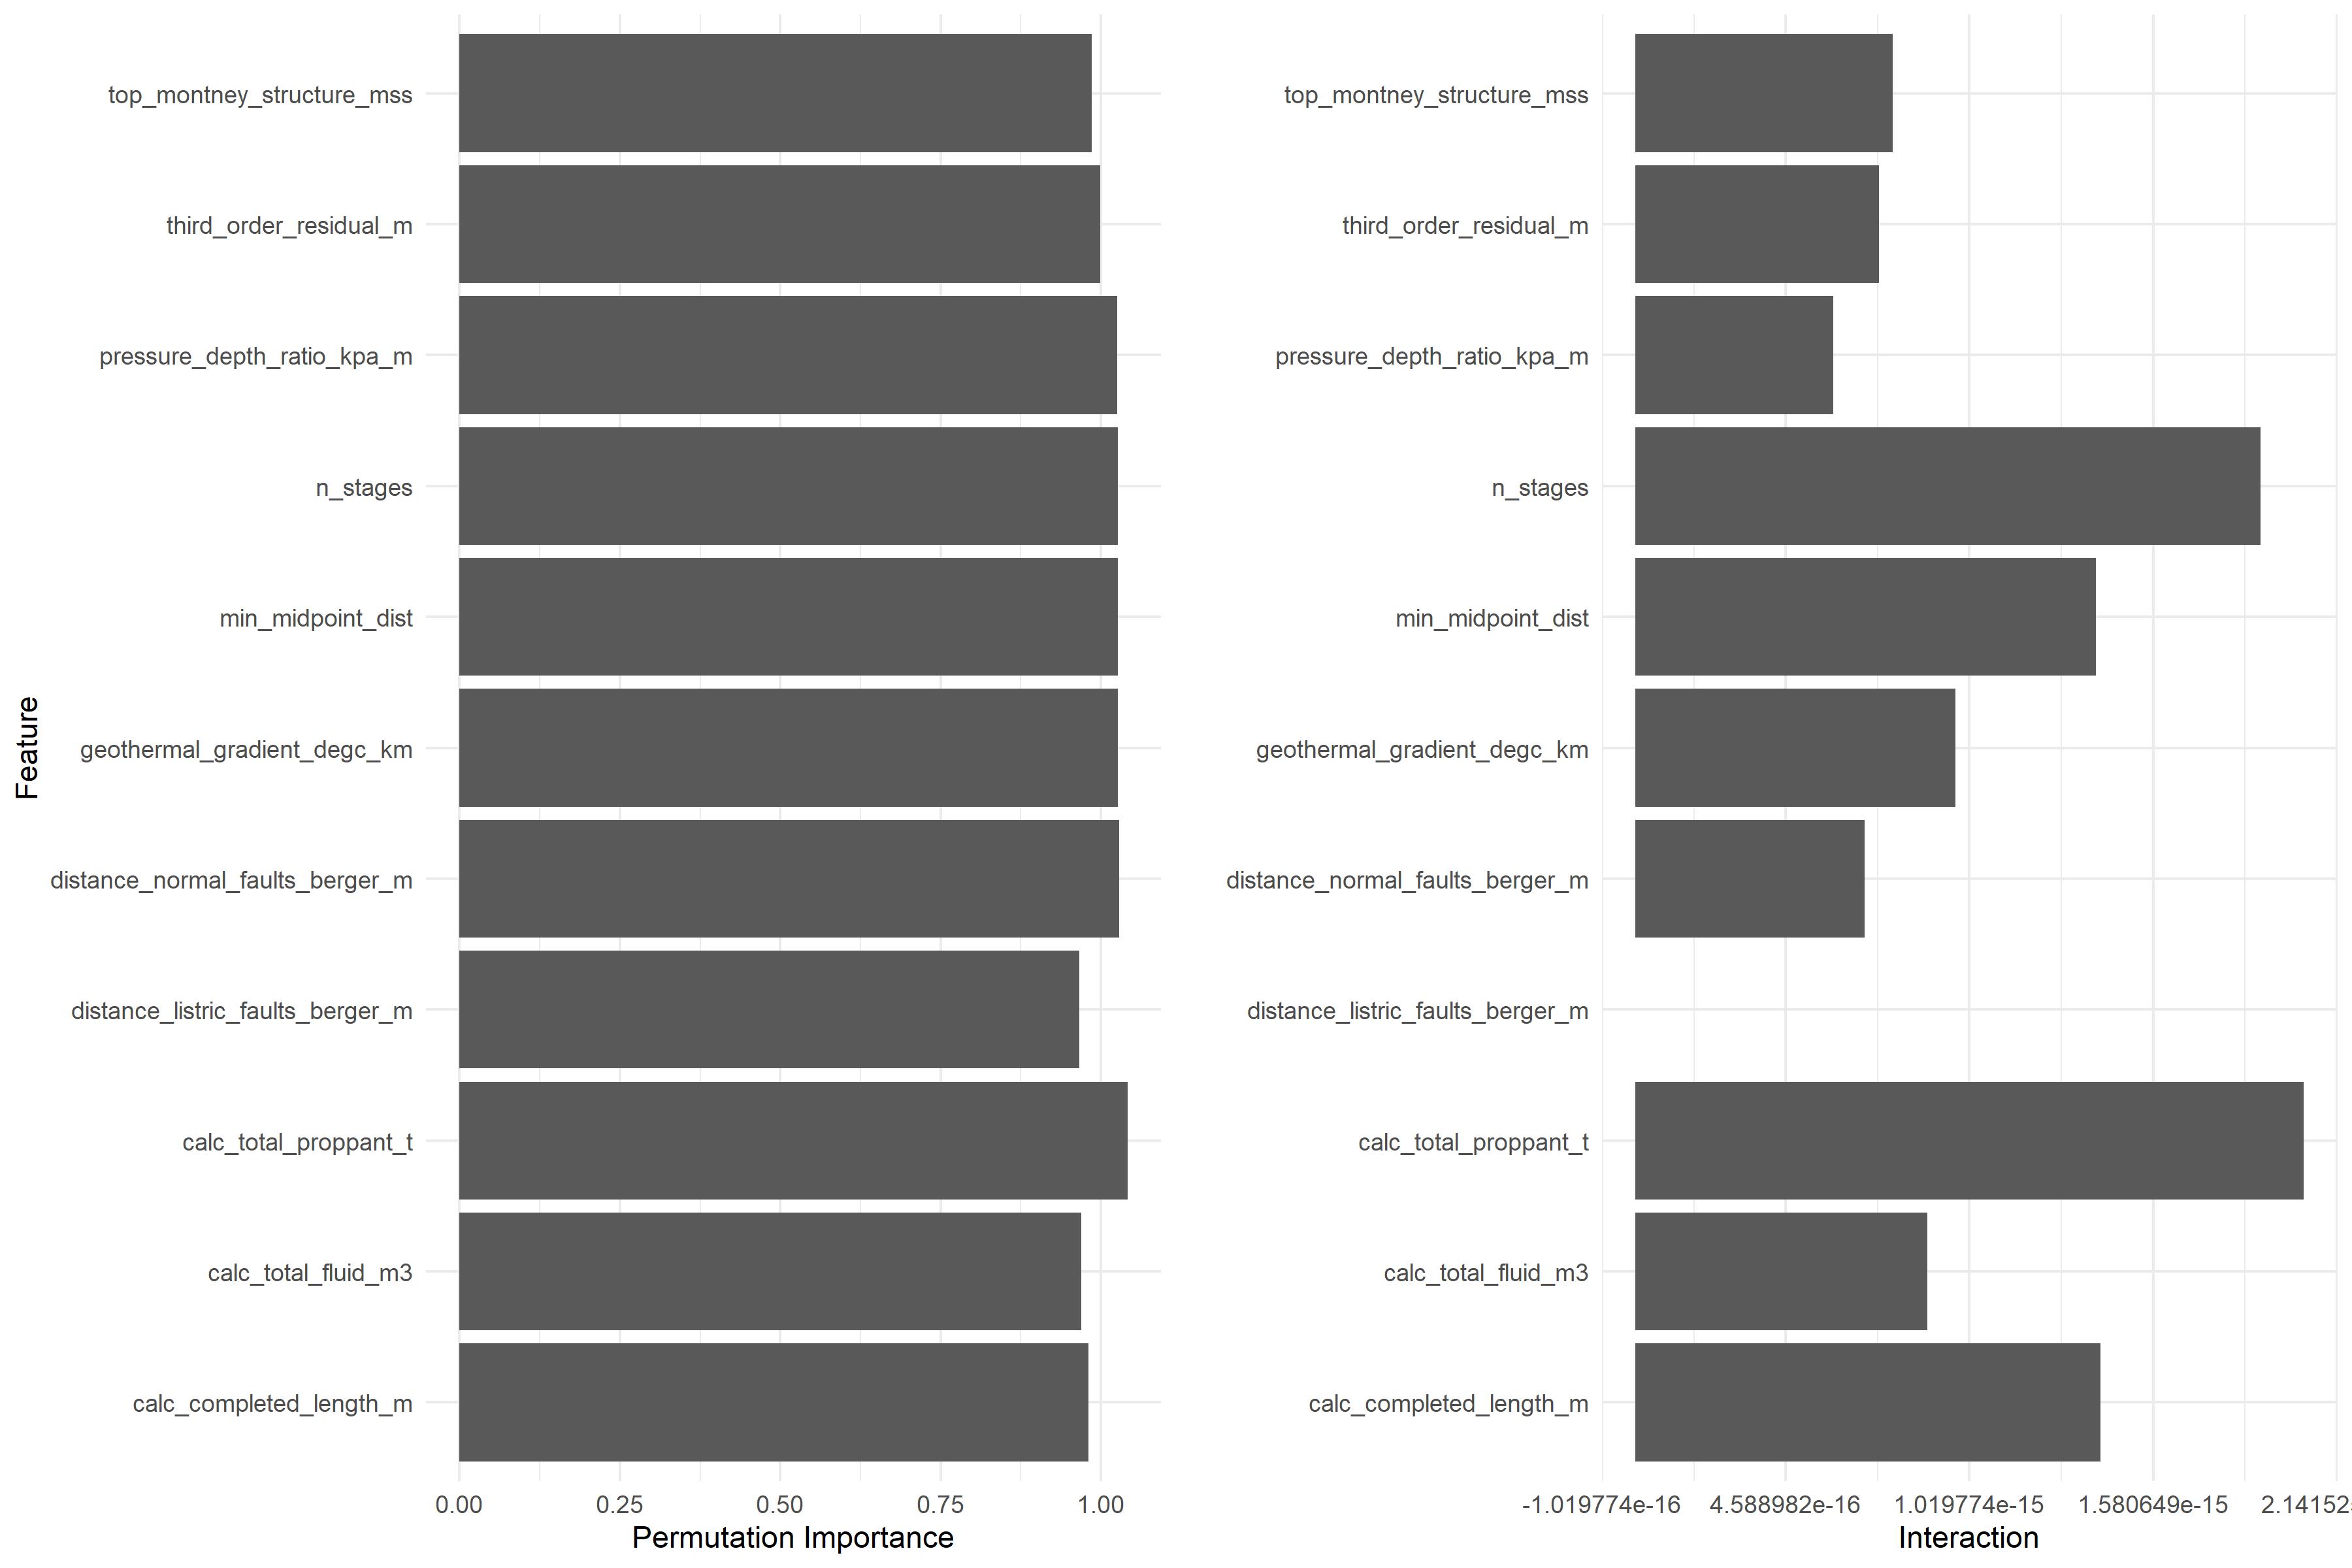 Feature
top_montney_structure_mss
third_order_residual_m
pressure_depth_ratio_kpa_m
n_stages
min_midpoint_dist
geothermal_gradient_degc_km
distance_normal_faults_berger_m
distance_listric_faults_berger_m
calc_total_proppant_t
calc_total_fluid_m3
calc_completed_length_m
0.00 0.25 0.50 0.75 1.00
Permutation Importance
top_montney_structure_mss
third_order_residual_m
pressure_depth_ratio_kpa_m
n_stages
min_midpoint_dist
geothermal_gradient_degc_km
distance_normal_faults_berger_m
distance_listric_faults_berger_m
calc_total_proppant_t
calc_total_fluid_m3
calc_completed_length_m
-1.019774e-16 4.588982e-16 1.019774e-15 1.580649e-15 2.14152
Interaction